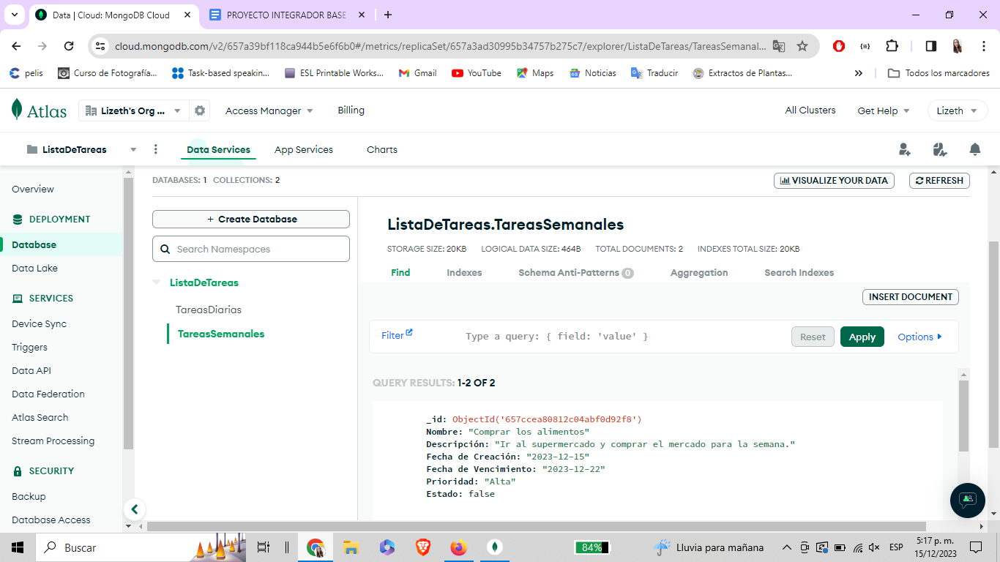 Data | Cloud: MongoDB Cloud
PROYECTO INTEGRADOR BASE
cloud.mongodb.com/v2/657a39bf118ca944b5e6f6b0#/metrics/replicaSet/657a3ad30995b34757b275c7/explorer/ListaDeTareas/TareasSemanal...
pelis
Curso de Fotografía...
Task-based speakin...
ESL Printable Works...
Gmail
YouTube
Maps
Noticias
Traducir
Extractos de Plantas...
Todos los marcadores
Atlas
Lizeth's Org ...
Access Manager
Billing
All Clusters
Get Help
Lizeth
ListaDeTareas
Data Services
App Services
Charts
Overview
DEPLOYMENT
Database
Data Lake
SERVICES
Device Sync
Triggers
Data API
Data Federation
Atlas Search
Stream Processing
SECURITY
Backup
Database Access
DATABASES: 1 COLLECTIONS: 2
VISUALIZE YOUR DATA
REFRESH
+ Create Database
Search Namespaces
ListaDeTareas
TareasDiarias
TareasSemanales
ListaDeTareas.TareasSemanales
STORAGE SIZE: 20KB LOGICAL DATA SIZE: 464B TOTAL DOCUMENTS: 2 INDEXES TOTAL SIZE: 20KB
Find
Indexes
Schema Anti-Patterns 0
Aggregation
Search Indexes
INSERT DOCUMENT
Filter
Type a query: { field: 'value' }
Reset
Apply
Options
QUERY RESULTS: 1-2 OF 2
_id: ObjectId('657ccea80812c04abf0d92f8')
Nombre: "Comprar los alimentos"
Descripción: "Ir al supermercado y comprar el mercado para la semana."
Fecha de Creación: "2023-12-15"
Fecha de Vencimiento: "2023-12-22"
Prioridad: "Alta"
Estado: false
Buscar
84%
Lluvia para mañana
ESP
5:17 p. m.
15/12/2023